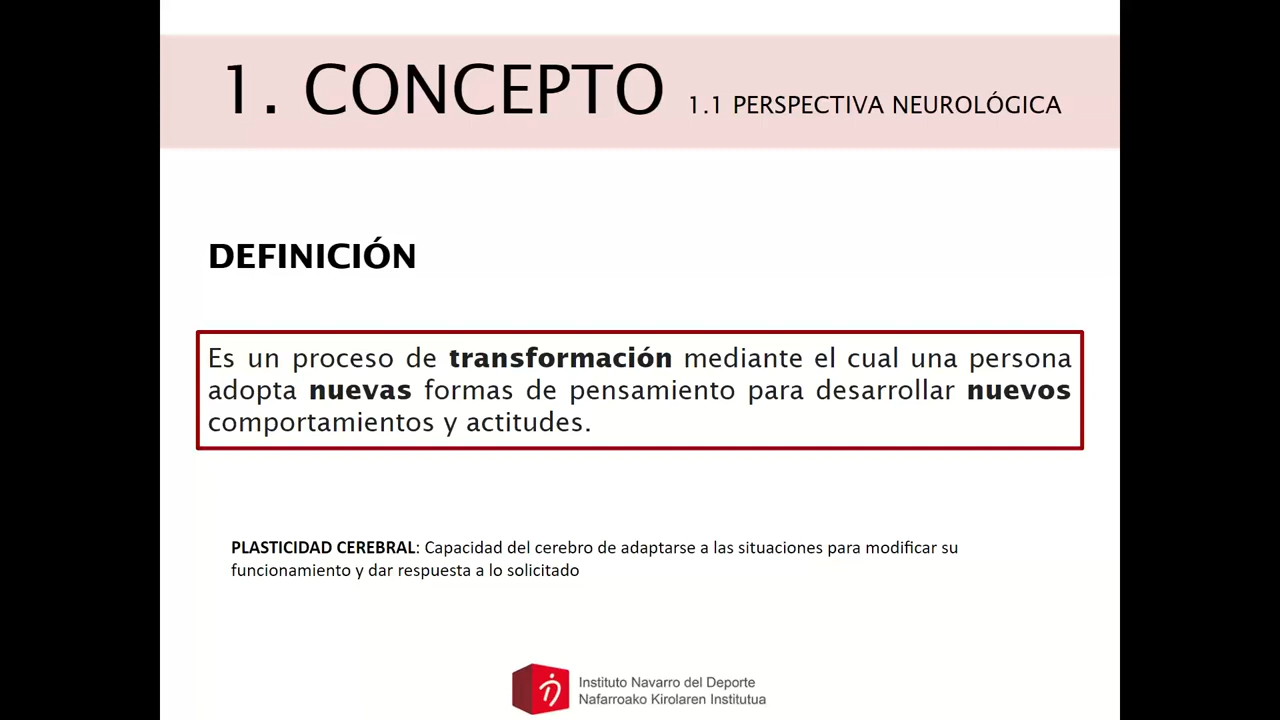 1. CONCEPTO 1.1 PERSPECTIVA NEUROLÓGICA
DEFINICIÓN
Es un proceso de transformación mediante el cual una persona
adopta nuevas formas de pensamiento para desarrollar nuevos
comportamientos y actitudes.
PLASTICIDAD CEREBRAL: Capacidad del cerebro de adaptarse a las situaciones para modificar su
funcionamiento y dar respuesta a lo solicitado
Instituto Navarro del Deporte
Nafarroako Kirolaren Institutua